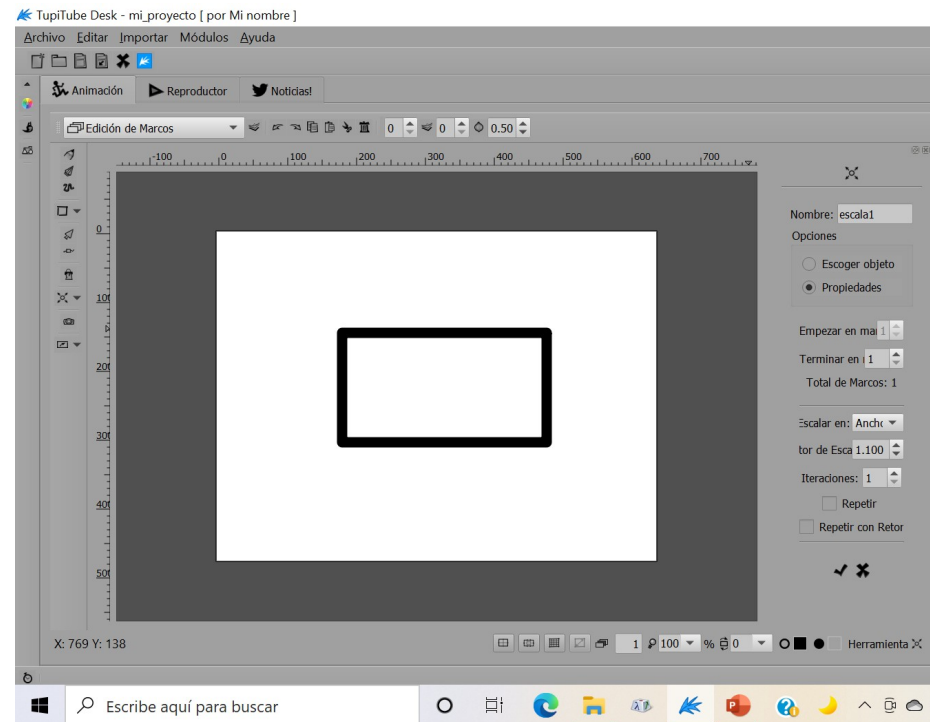 TupiTube Desk - mi_proyecto [ por Mi nombre ]
Archivo Editar Importar Módulos Ayuda
Animación Reproductor Noticias!
Edición de Marcos 0 0 0.50
-100 0 100 200 300 400 500 600 700
0
100
200
300
400
500
Nombre: escala1
Opciones
Escoger objeto
Propiedades
Empezar en mar 1
Terminar en 1
Total de Marcos: 1
Escalar en: Ancho
tor de Esca 1.100
Iteraciones: 1
Repetir
Repetir con Retor
X: 769 Y: 138 1 100 % 0 Herramienta
Escribe aquí para buscar